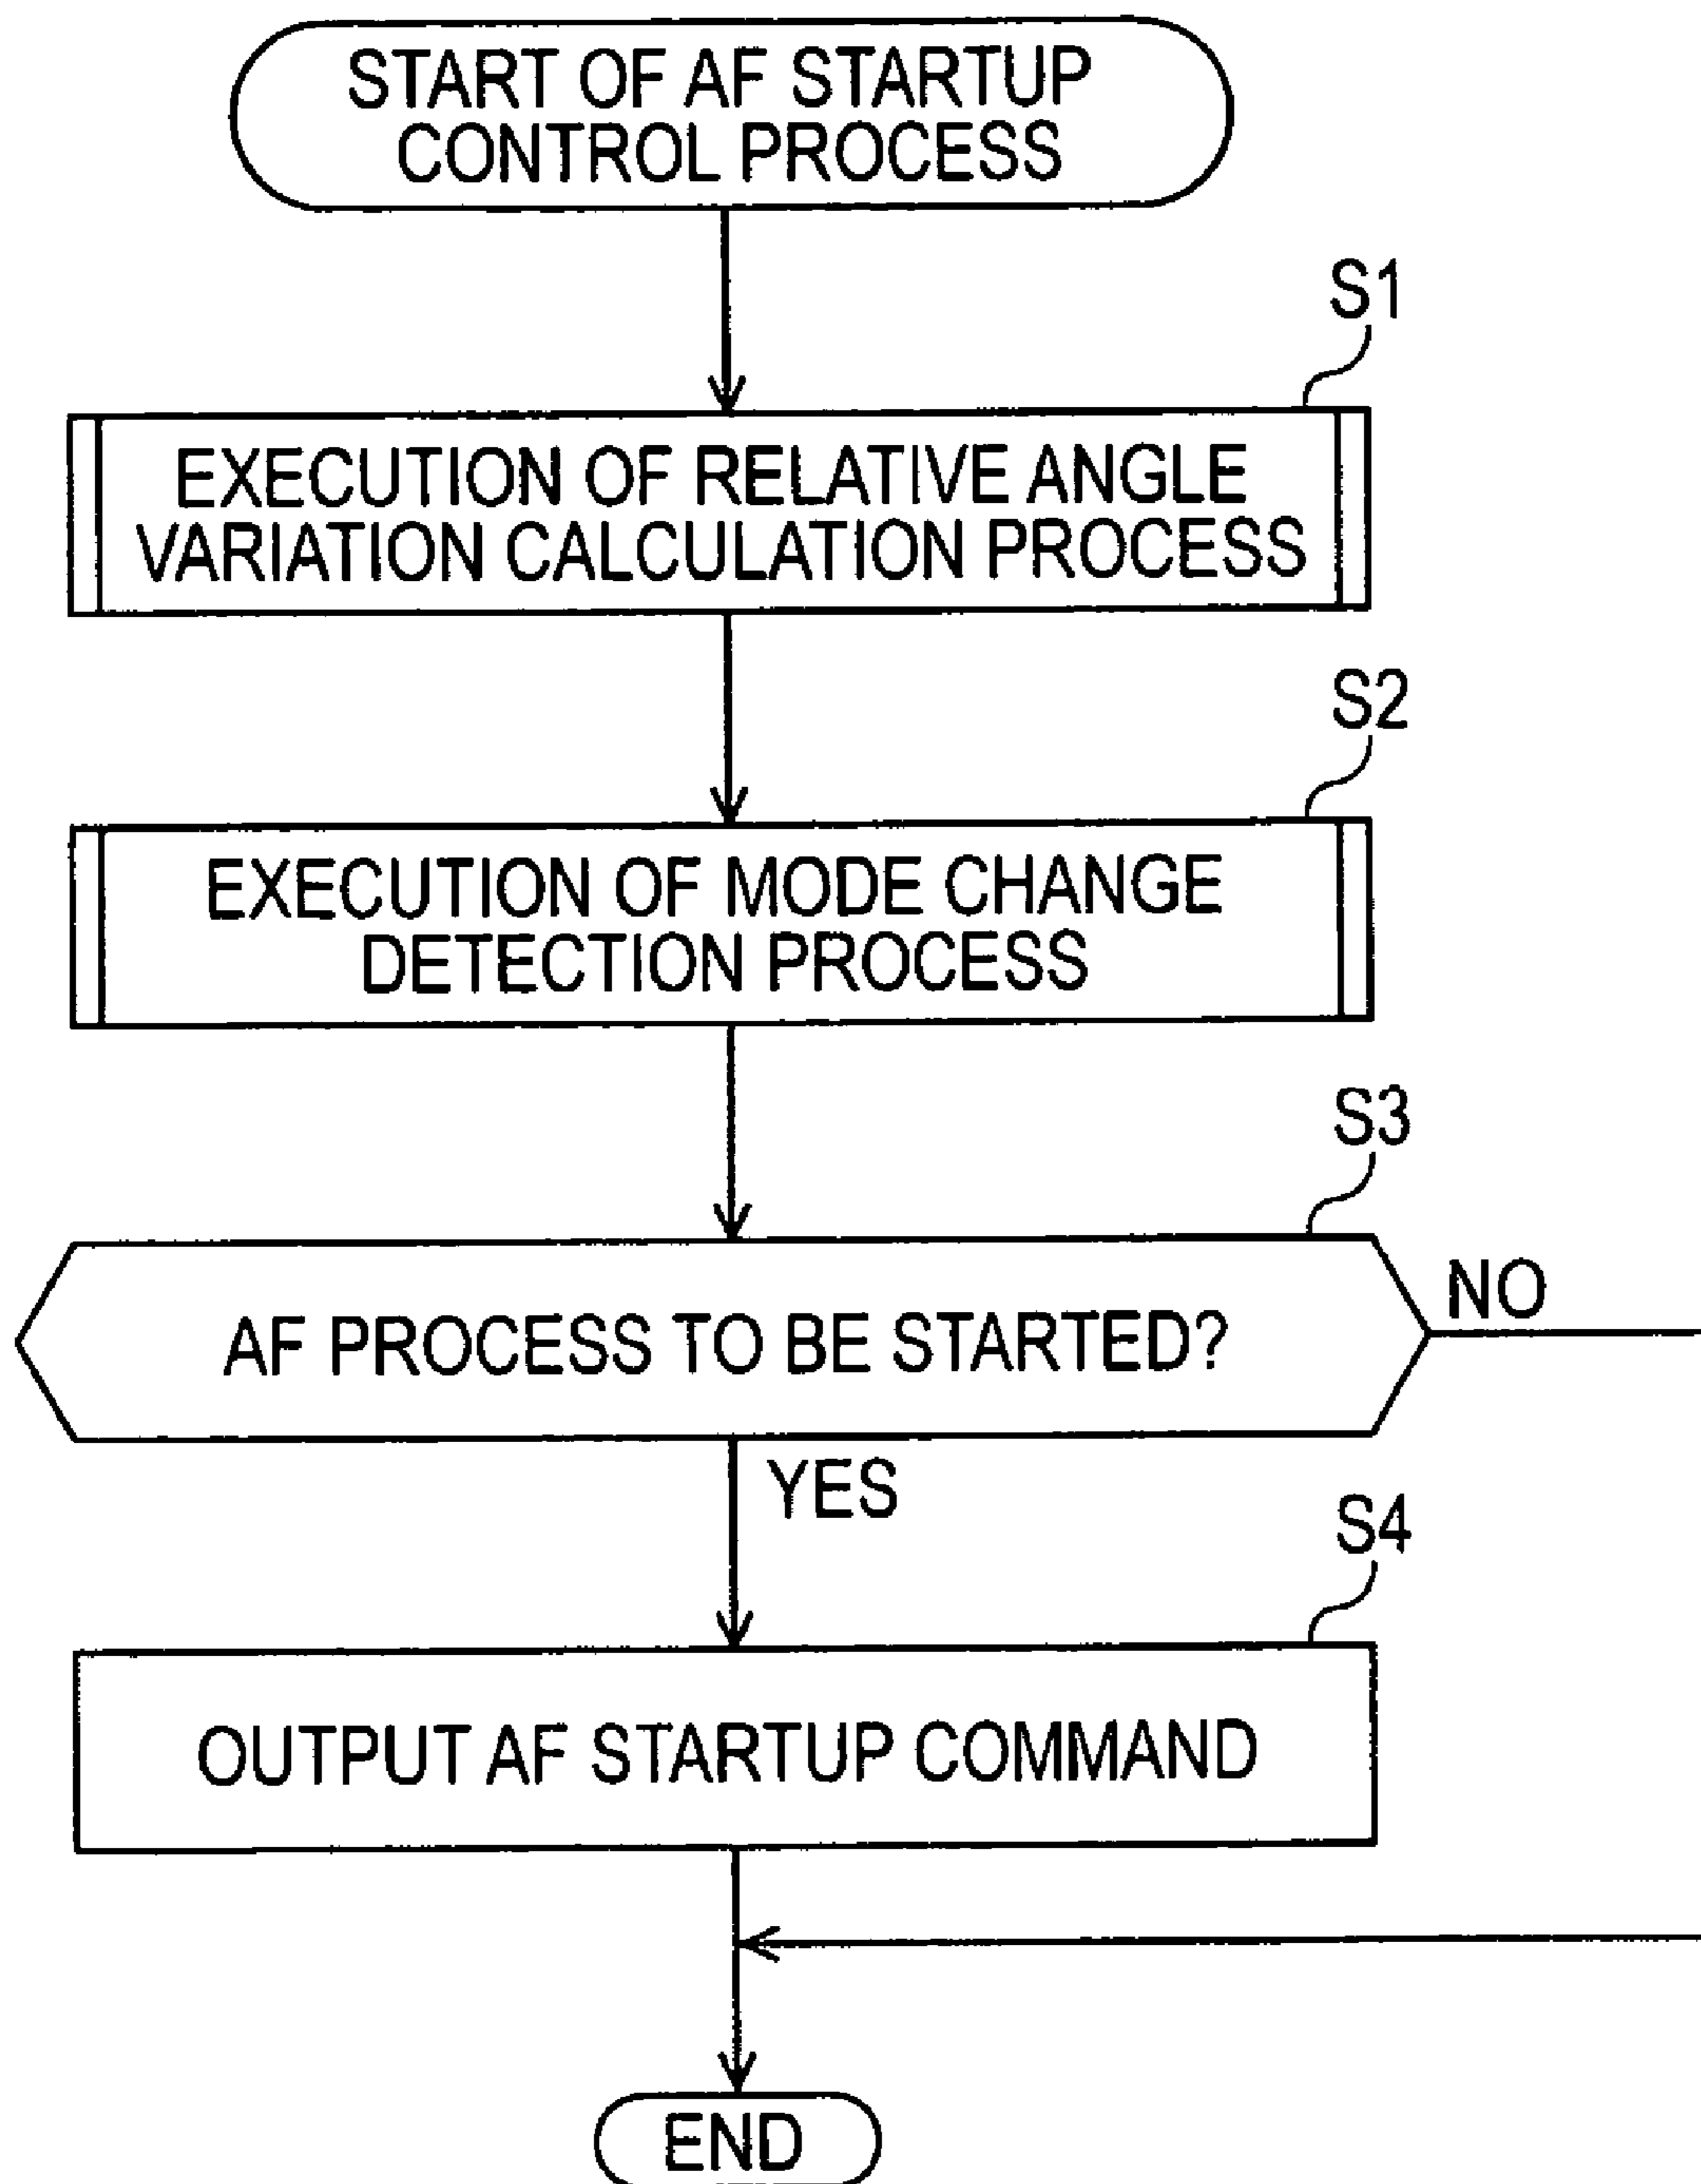 START OF AF STARTUP
CONTROL PROCESS
S1
EXECUTION OF RELATIVE ANGLE
VARIATION CALCULATION PROCESS
S2
EXECUTION OF MODE CHANGE
DETECTION PROCESS
S3
AF PROCESS TO BE STARTED?
NO
YES
S4
OUTPUT AF STARTUP COMMAND
END